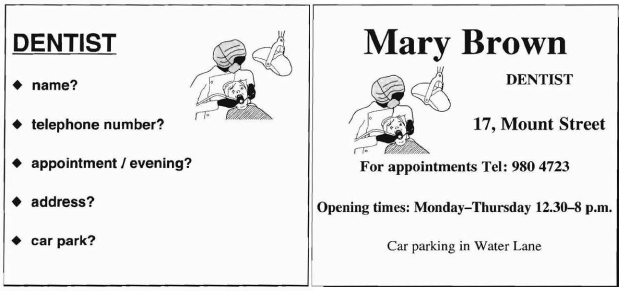 DENTIST
◆ name?
◆ telephone number?
◆ appointment / evening?
◆ address?
◆ car park?
Mary Brown
DENTIST
17, Mount Street
For appointments Tel: 980 4723
Opening times: Monday–Thursday 12.30–8 p.m.
Car parking in Water Lane